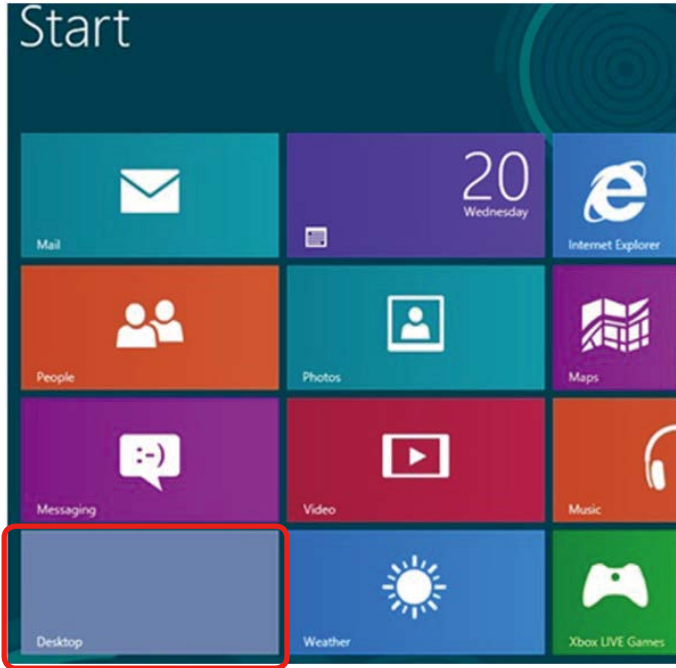 Start
20
Wednesday
Mail
Internet Explorer
People
Photos
Maps
:-)
Messaging
Video
Music
Desktop
Weather
Xbox LIVE Games